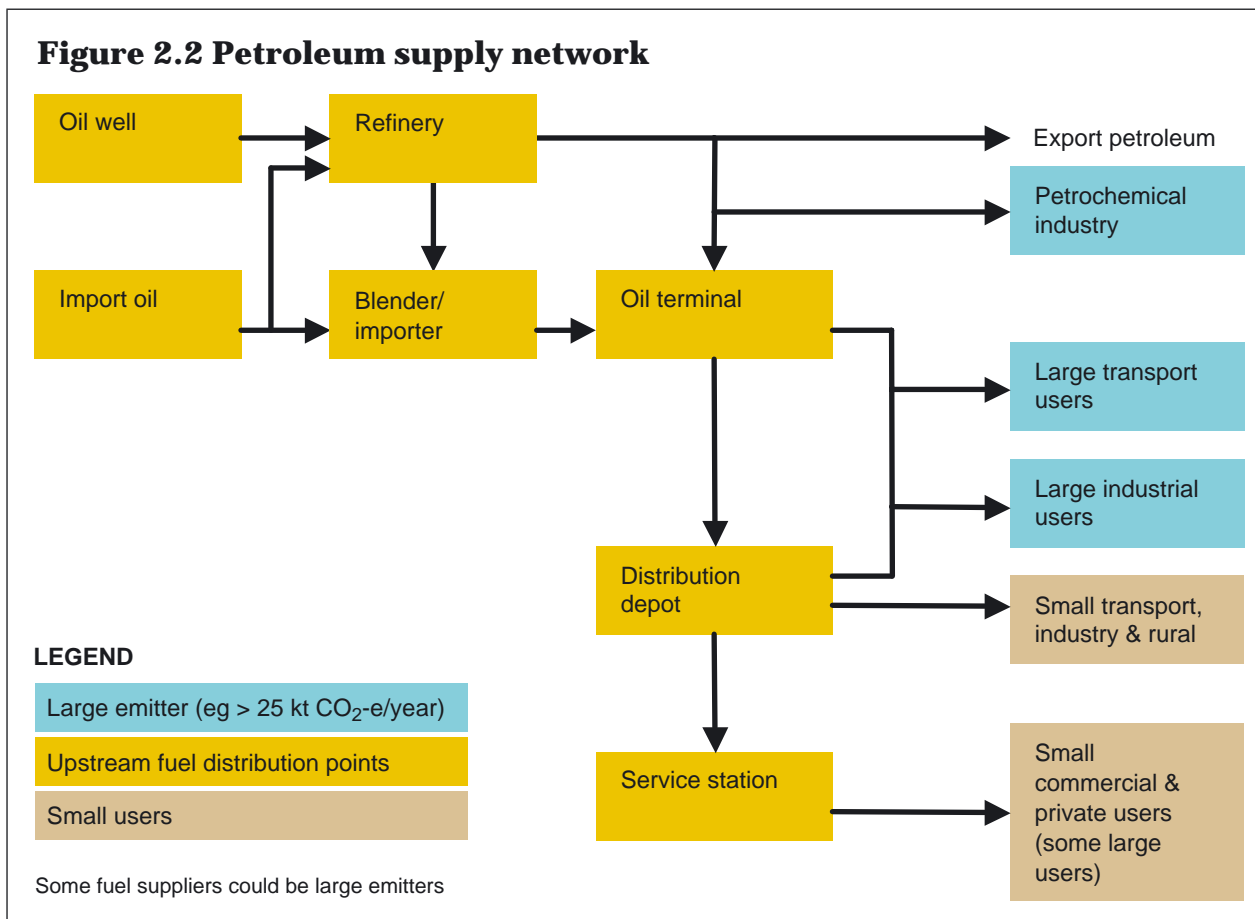 Figure 2.2 Petroleum supply network
Oil well
Refinery
Export petroleum
Petrochemical
industry
Import oil
Blender/
importer
Oil terminal
Large transport
users
Large industrial
users
Distribution
depot
Small transport,
industry & rural
LEGEND
Large emitter (eg > 25 kt CO₂-e/year)
Upstream fuel distribution points
Small users
Service station
Small
commercial &
private users
(some large
users)
Some fuel suppliers could be large emitters